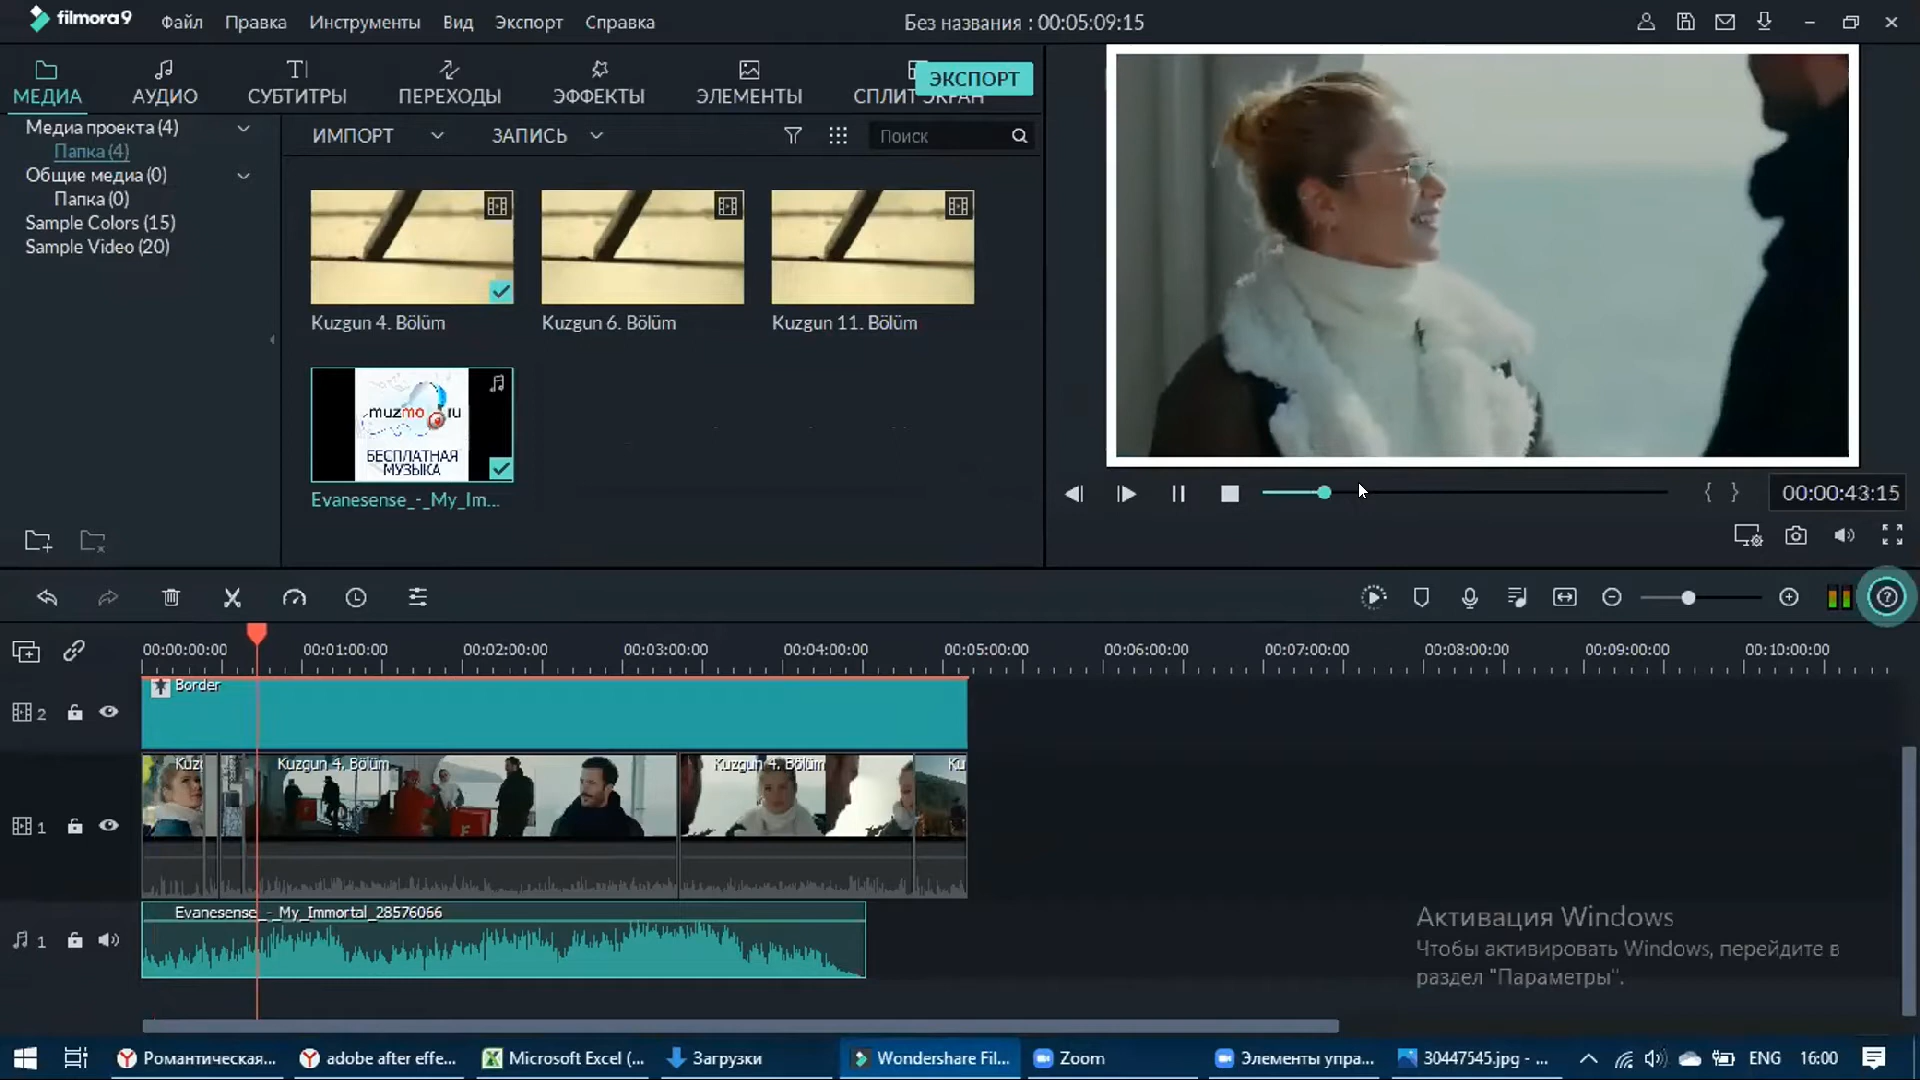 filmora9
Файл
Правка
Инструменты
Вид
Экспорт
Справка
Без названия : 00:05:09:15
МЕДИА
АУДИО
СУБТИТРЫ
ПЕРЕХОДЫ
ЭФФЕКТЫ
ЭЛЕМЕНТЫ
СПЛИТ ЭКРАН
ЭКСПОРТ
Медиа проекта (4)
Папка (4)
Общие медиа (0)
Папка (0)
Sample Colors (15)
Sample Video (20)
ИМПОРТ
ЗАПИСЬ
Поиск
Kuzgun 4. Bölüm
Kuzgun 6. Bölüm
Kuzgun 11. Bölüm
muzmo.ru
БЕСПЛАТНАЯ
МУЗЫКА
Evanesense_-_My_Im...
{ }
00:00:43:15
00:00:00:00
00:01:00:00
00:02:00:00
00:03:00:00
00:04:00:00
00:05:00:00
00:06:00:00
00:07:00:00
00:08:00:00
00:09:00:00
00:10:00:00
2
Border
1
Kuz
Kuzgun 4. Bölüm
Kuzgun 4. Bölüm
Ku
1
Evanesense_-_My_Immortal_28576066
Активация Windows
Чтобы активировать Windows, перейдите в
раздел "Параметры".
Романтическая...
adobe after effe...
Microsoft Excel (...
Загрузки
Wondershare Fil...
Zoom
Элементы упра...
30447545.jpg - ...
ENG
16:00